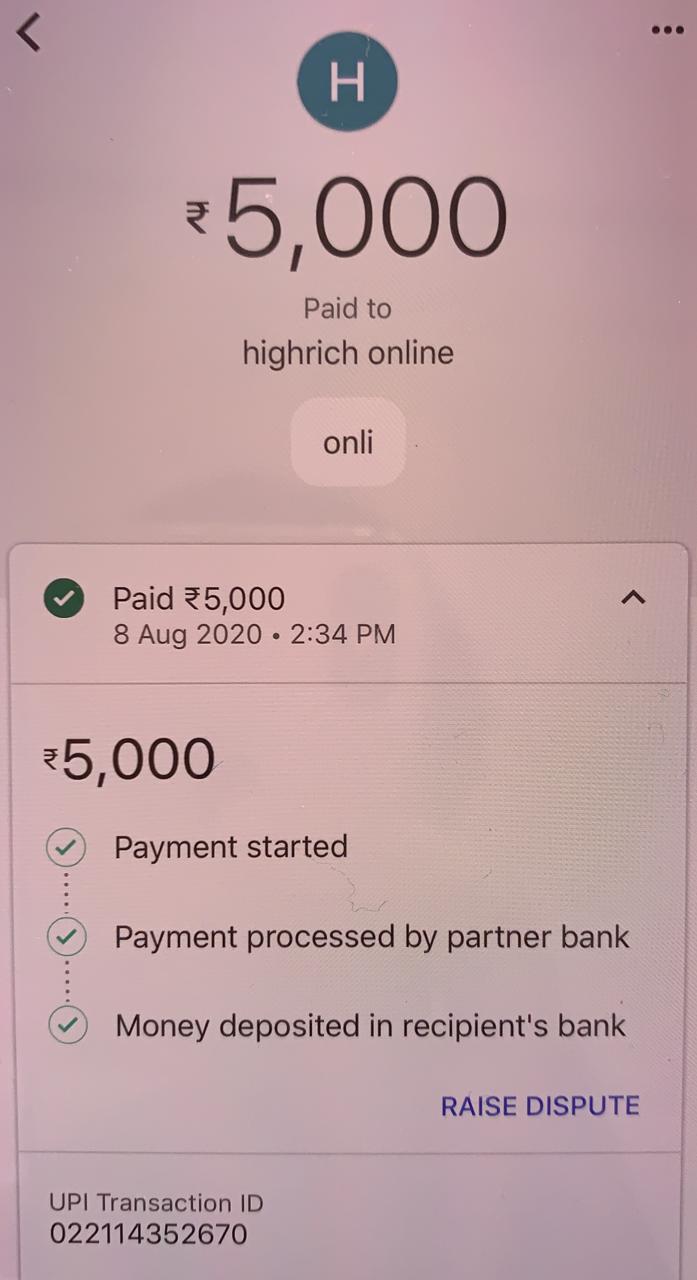 H
₹5,000
Paid to
highrich online
onli
Paid ₹5,000
8 Aug 2020 • 2:34 PM
₹5,000
Payment started
Payment processed by partner bank
Money deposited in recipient's bank
RAISE DISPUTE
UPI Transaction ID
022114352670